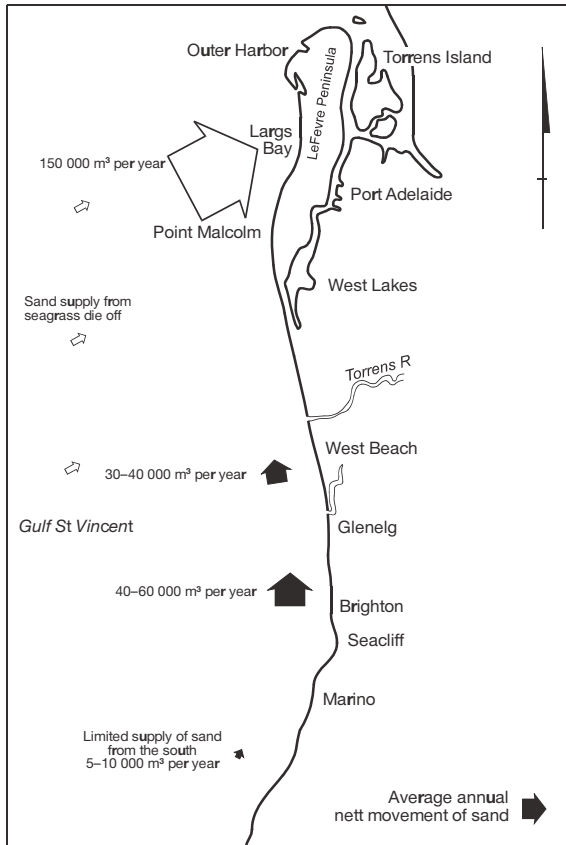 Outer Harbor
Torrens Island
LeFevre Peninsula
Largs
Bay
150 000 m³ per year
Port Adelaide
Point Malcolm
West Lakes
Sand supply from
seagrass die off
Torrens R
West Beach
30–40 000 m³ per year
Gulf St Vincent
Glenelg
40–60 000 m³ per year
Brighton
Seacliff
Marino
Limited supply of sand
from the south
5–10 000 m³ per year
Average annual
nett movement of sand